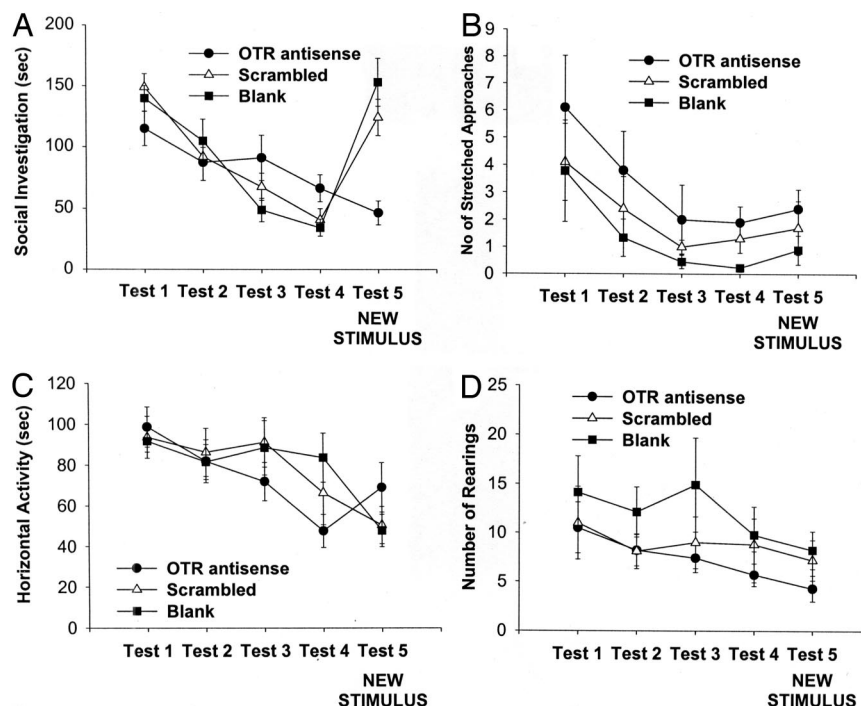 A
Social Investigation (sec)
200
150
100
50
0
OTR antisense
Scrambled
Blank
Test 1 Test 2 Test 3 Test 4 Test 5
NEW
STIMULUS
B
No of Stretched Approaches
9
8
7
6
5
4
3
2
1
0
OTR antisense
Scrambled
Blank
Test 1 Test 2 Test 3 Test 4 Test 5
NEW
STIMULUS
C
Horizontal Activity (sec)
120
100
80
60
40
20
0
OTR antisense
Scrambled
Blank
Test 1 Test 2 Test 3 Test 4 Test 5
NEW
STIMULUS
D
Number of Rearings
25
20
15
10
5
0
OTR antisense
Scrambled
Blank
Test 1 Test 2 Test 3 Test 4 Test 5
NEW
STIMULUS